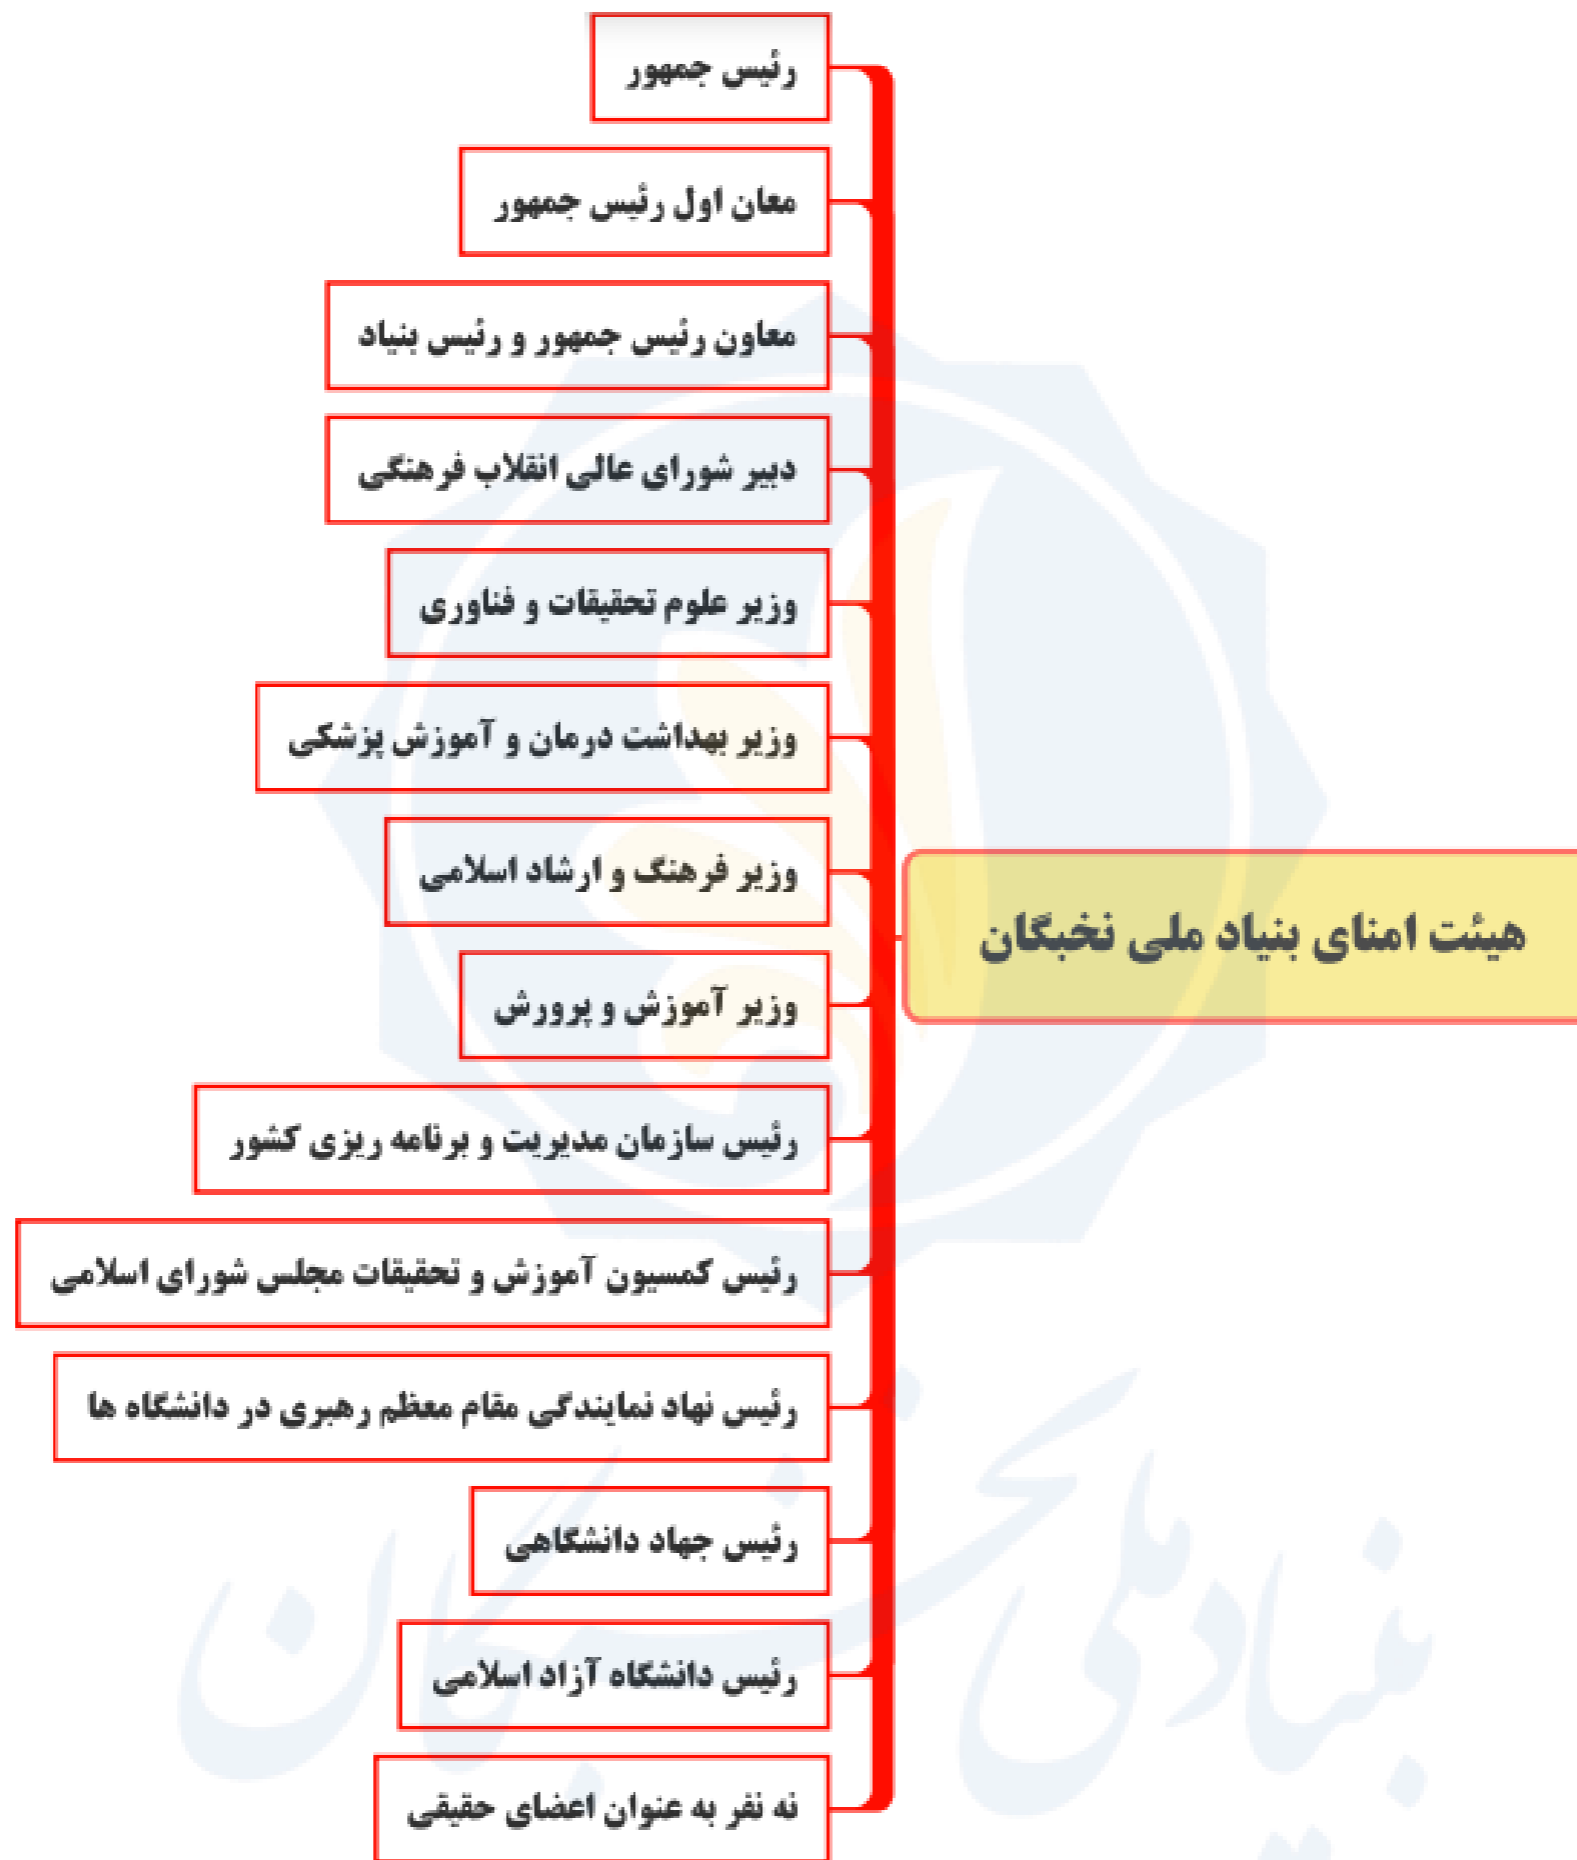 رئیس جمهور
معان اول رئیس جمهور
معاون رئیس جمهور و رئیس بنیاد
دبیر شورای عالی انقلاب فرهنگی
وزیر علوم تحقیقات و فناوری
وزیر بهداشت درمان و آموزش پزشکی
وزیر فرهنگ و ارشاد اسلامی
هیئت امنای بنیاد ملی نخبگان
وزیر آموزش و پرورش
رئیس سازمان مدیریت و برنامه ریزی کشور
رئیس کمسیون آموزش و تحقیقات مجلس شورای اسلامی
رئیس نهاد نمایندگی مقام معظم رهبری در دانشگاه ها
رئیس جهاد دانشگاهی
رئیس دانشگاه آزاد اسلامی
نه نفر به عنوان اعضای حقیقی
بنیاد ملی نخبگان